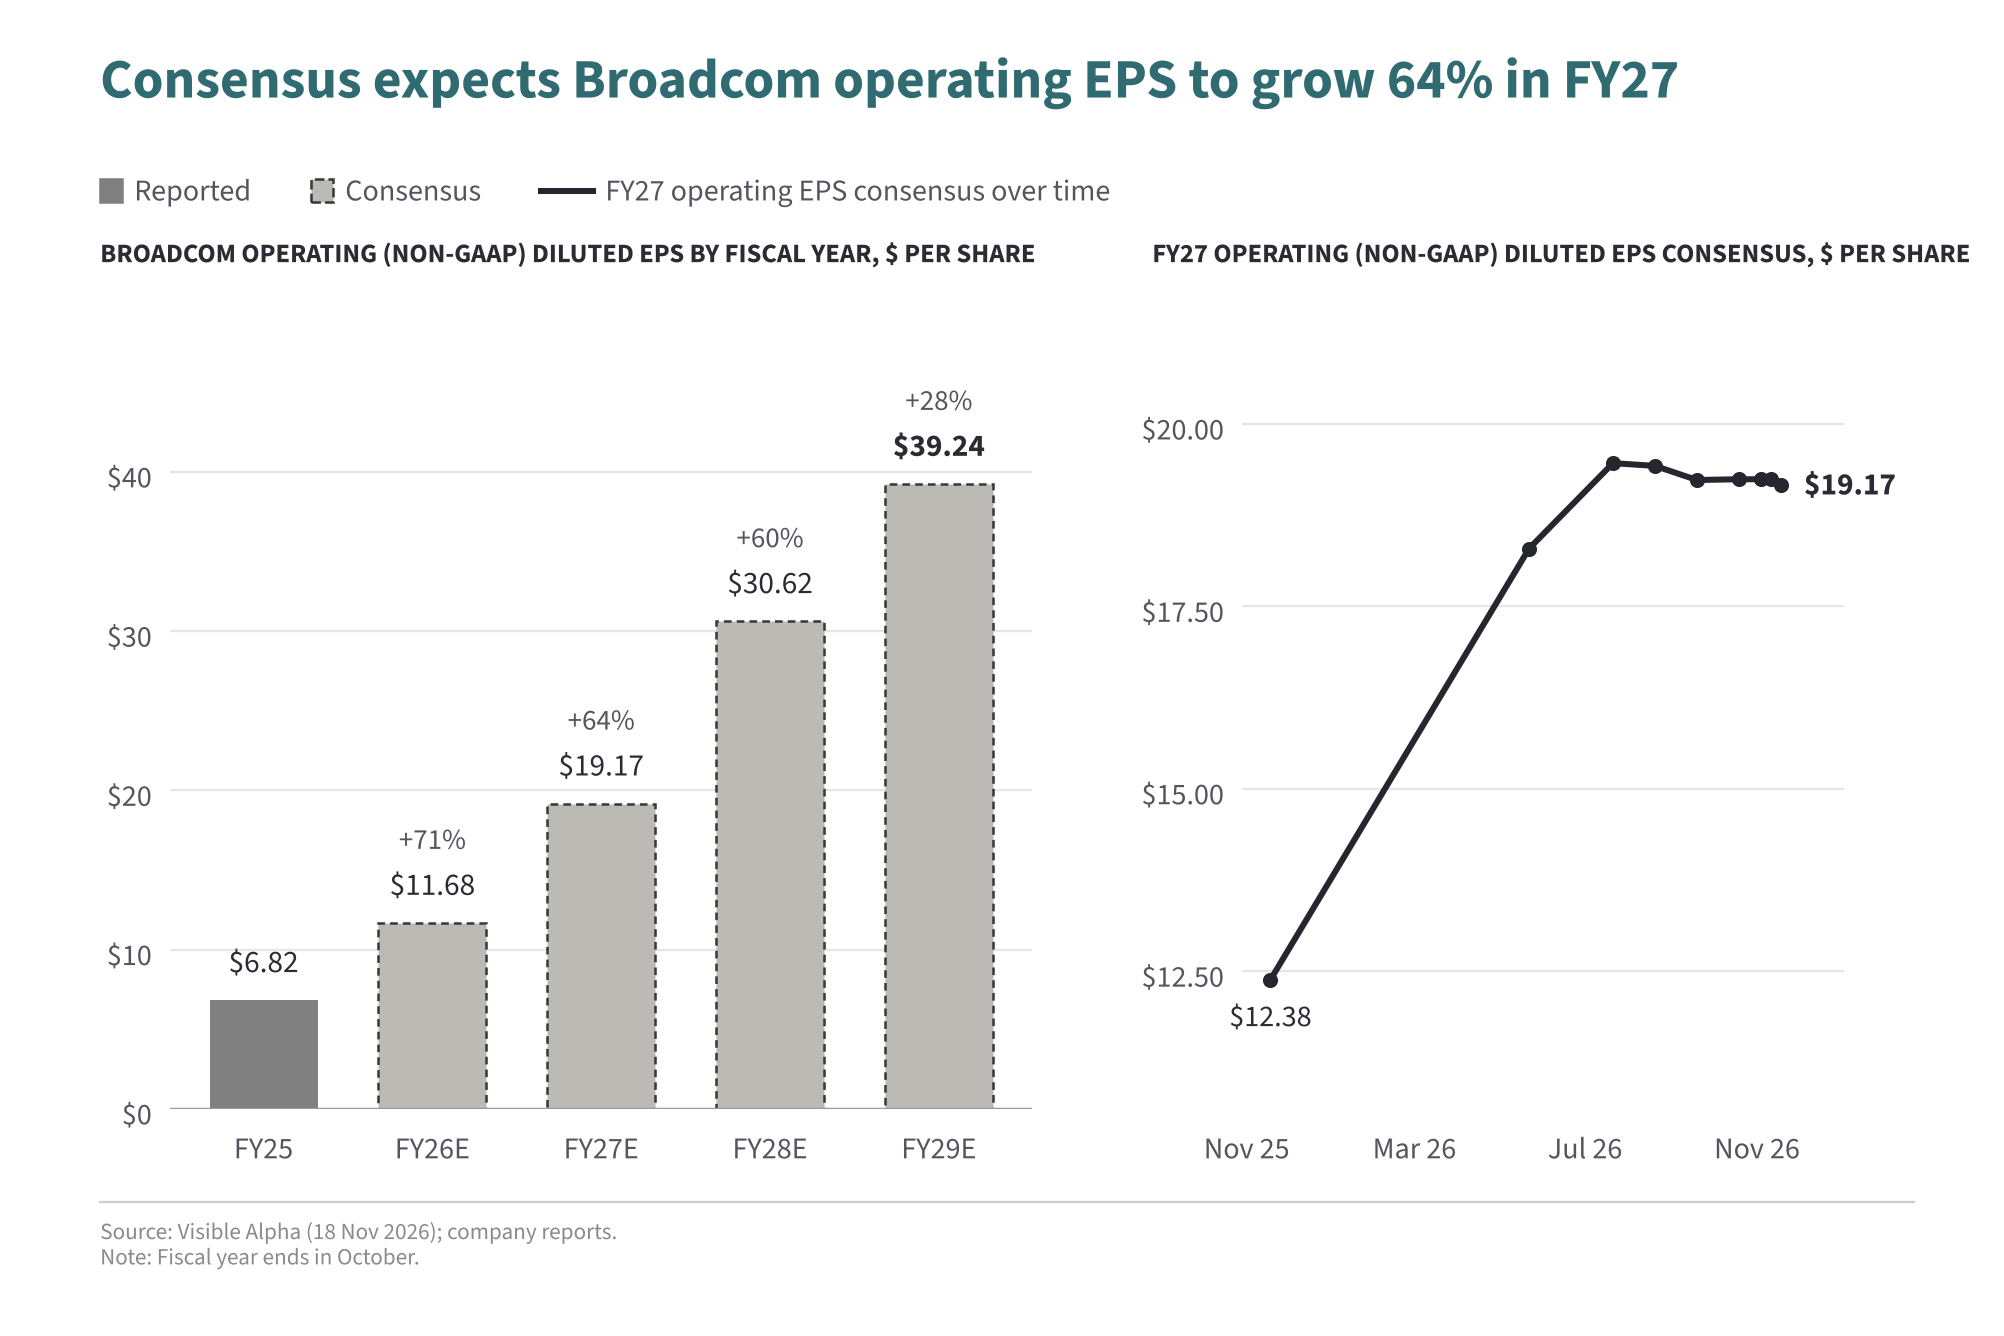 Consensus expects Broadcom operating EPS to grow 64% in FY27
Reported
Consensus
FY27 operating EPS consensus over time
BROADCOM OPERATING (NON-GAAP) DILUTED EPS BY FISCAL YEAR, $ PER SHARE
$40
$30
$20
$10
$0
$6.82
+71%
$11.68
+64%
$19.17
+60%
$30.62
+28%
$39.24
FY25
FY26E
FY27E
FY28E
FY29E
FY27 OPERATING (NON-GAAP) DILUTED EPS CONSENSUS, $ PER SHARE
$20.00
$17.50
$15.00
$12.50
$12.38
$19.17
Nov 25
Mar 26
Jul 26
Nov 26
Source: Visible Alpha (18 Nov 2026); company reports.
Note: Fiscal year ends in October.